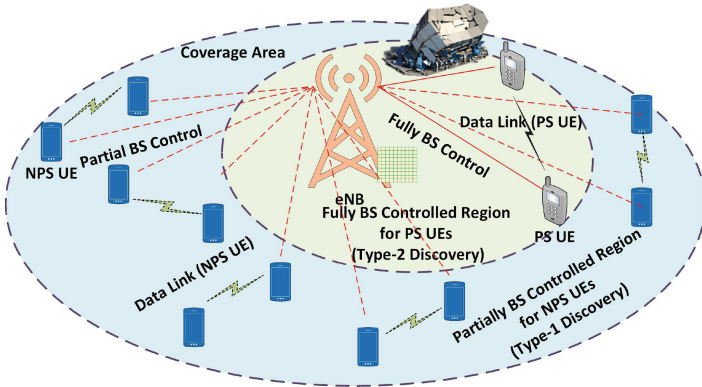 Coverage Area
Partial BS Control
NPS UE
Data Link (PS UE)
Fully BS Control
eNB
Fully BS Controlled Region
for PS UEs
(Type-2 Discovery)
PS UE
Data Link (NPS UE)
Partially BS Controlled Region
for NPS UEs
(Type-1 Discovery)